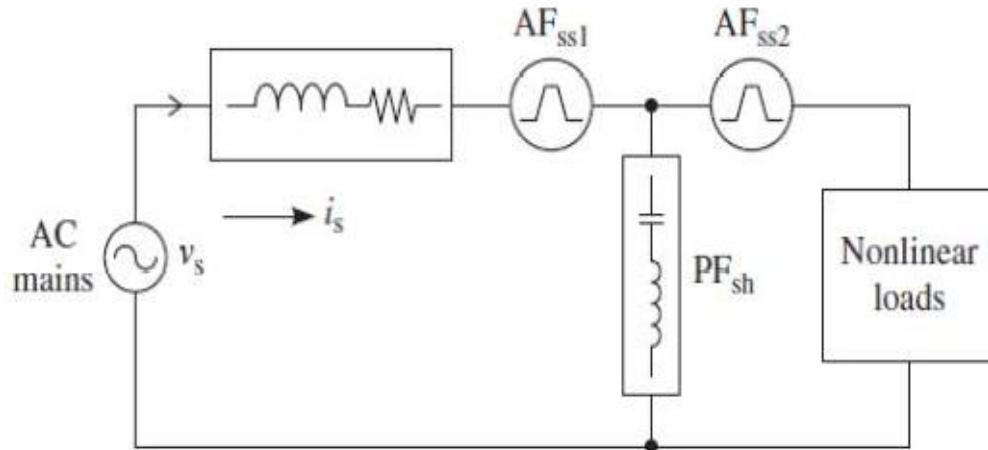 AF_ss1
AF_ss2
i_s
AC
mains
v_s
PF_sh
Nonlinear
loads